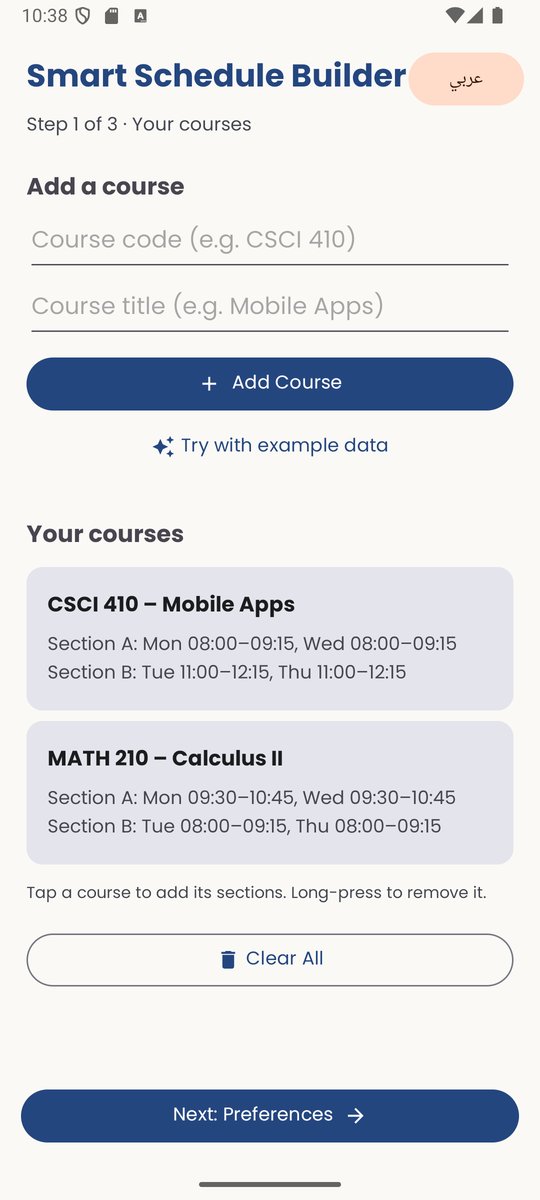 10:38
Smart Schedule Builder
عربي
Step 1 of 3 · Your courses
Add a course
Course code (e.g. CSCI 410)
Course title (e.g. Mobile Apps)
+ Add Course
Try with example data
Your courses
CSCI 410 – Mobile Apps
Section A: Mon 08:00–09:15, Wed 08:00–09:15
Section B: Tue 11:00–12:15, Thu 11:00–12:15
MATH 210 – Calculus II
Section A: Mon 09:30–10:45, Wed 09:30–10:45
Section B: Tue 08:00–09:15, Thu 08:00–09:15
Tap a course to add its sections. Long-press to remove it.
Clear All
Next: Preferences →